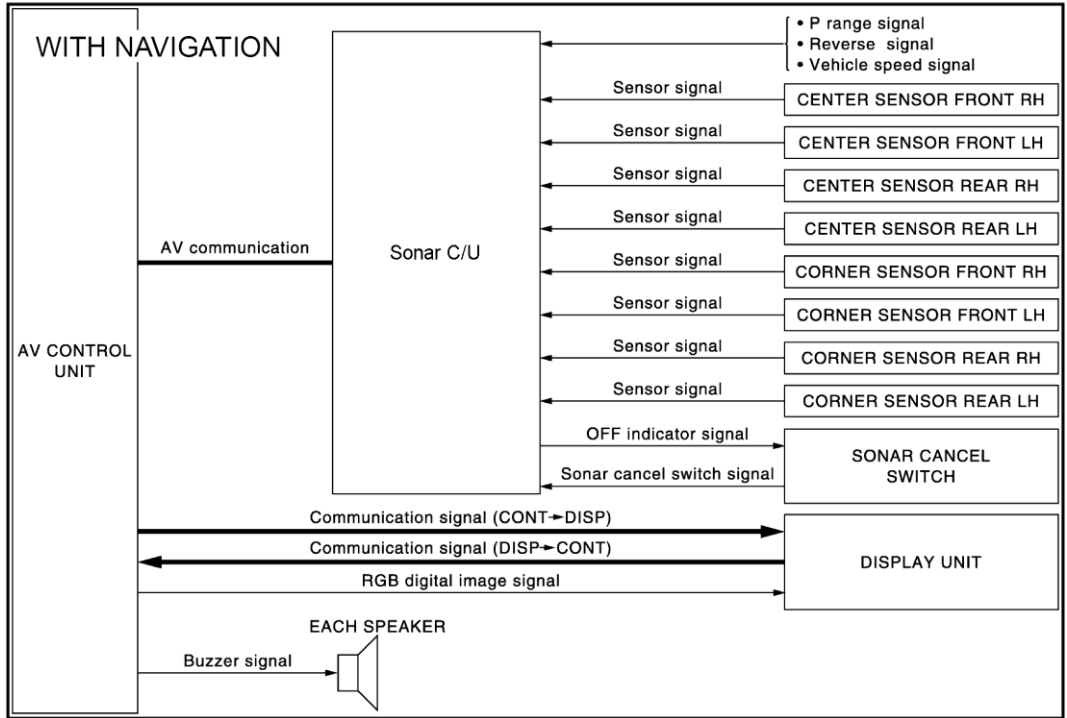 WITH NAVIGATION
• P range signal
• Reverse signal
• Vehicle speed signal
Sensor signal
CENTER SENSOR FRONT RH
Sensor signal
CENTER SENSOR FRONT LH
Sensor signal
CENTER SENSOR REAR RH
Sensor signal
CENTER SENSOR REAR LH
AV communication
Sonar C/U
Sensor signal
CORNER SENSOR FRONT RH
Sensor signal
CORNER SENSOR FRONT LH
AV CONTROL
UNIT
Sensor signal
CORNER SENSOR REAR RH
Sensor signal
CORNER SENSOR REAR LH
OFF indicator signal
Sonar cancel switch signal
SONAR CANCEL
SWITCH
Communication signal (CONT→DISP)
Communication signal (DISP→CONT)
RGB digital image signal
DISPLAY UNIT
EACH SPEAKER
Buzzer signal